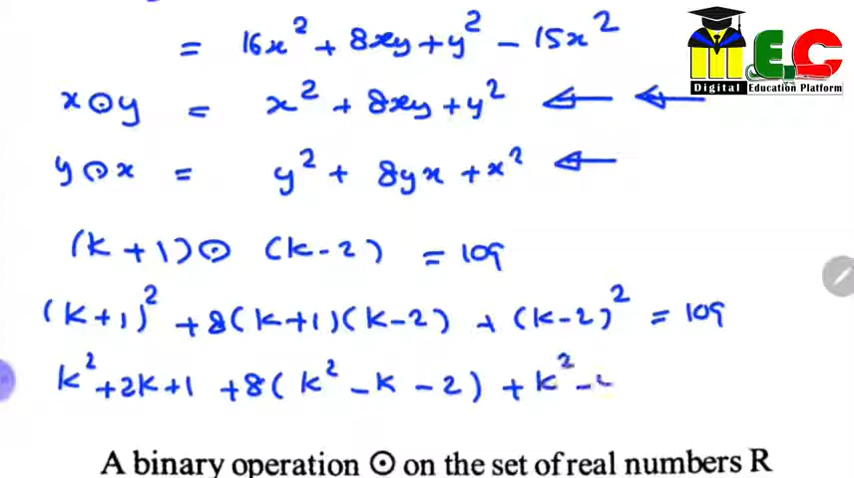 = 16x² + 8xy + y² - 15x²
MEC
Digital Education Platform
x⊙y = x² + 8xy + y² ⇐ ⇐
y⊙x = y² + 8yx + x² ⇐
(k + 1)⊙ (k - 2) = 109
(k+1)² + 8(k+1)(k-2) + (k-2)² = 109
k² + 2k + 1 + 8(k² - k - 2) + k² -
A binary operation ⊙ on the set of real numbers R